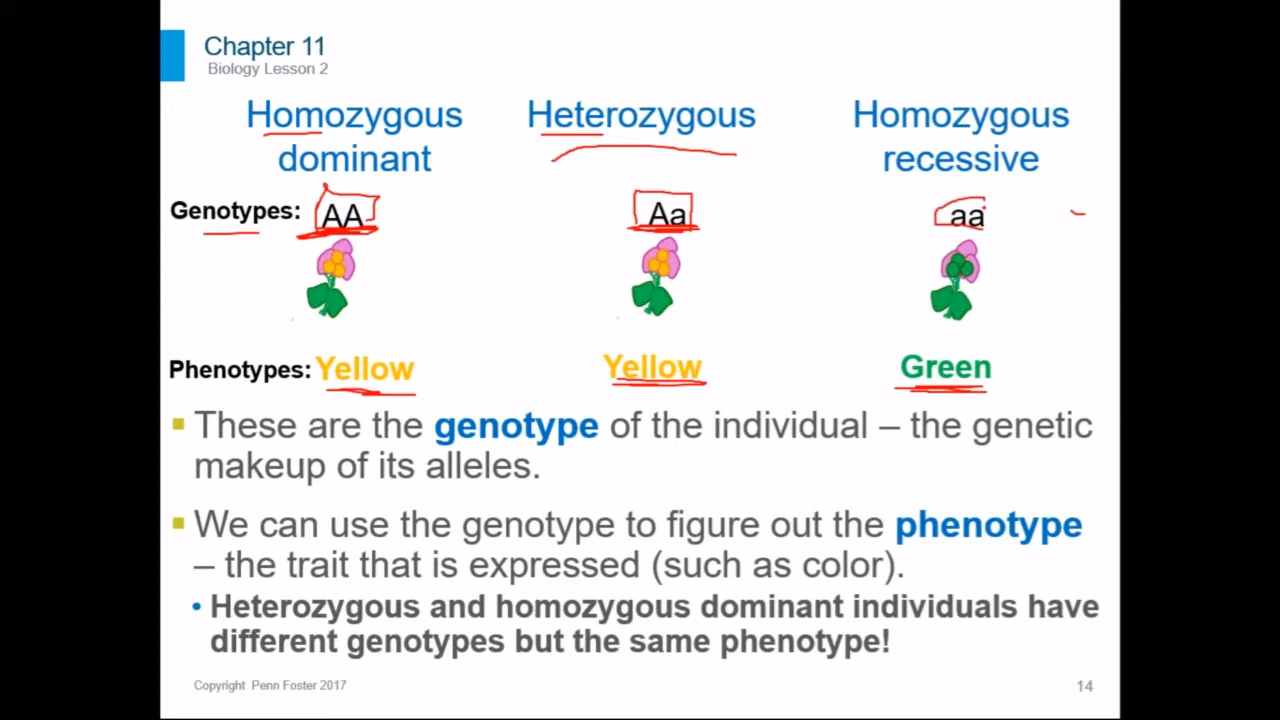 Chapter 11
Biology Lesson 2
Homozygous dominant
Heterozygous
Homozygous recessive
Genotypes: AA Aa aa
Phenotypes: Yellow Yellow Green
These are the genotype of the individual – the genetic
makeup of its alleles.
We can use the genotype to figure out the phenotype
– the trait that is expressed (such as color).
• Heterozygous and homozygous dominant individuals have
different genotypes but the same phenotype!
Copyright Penn Foster 2017
14